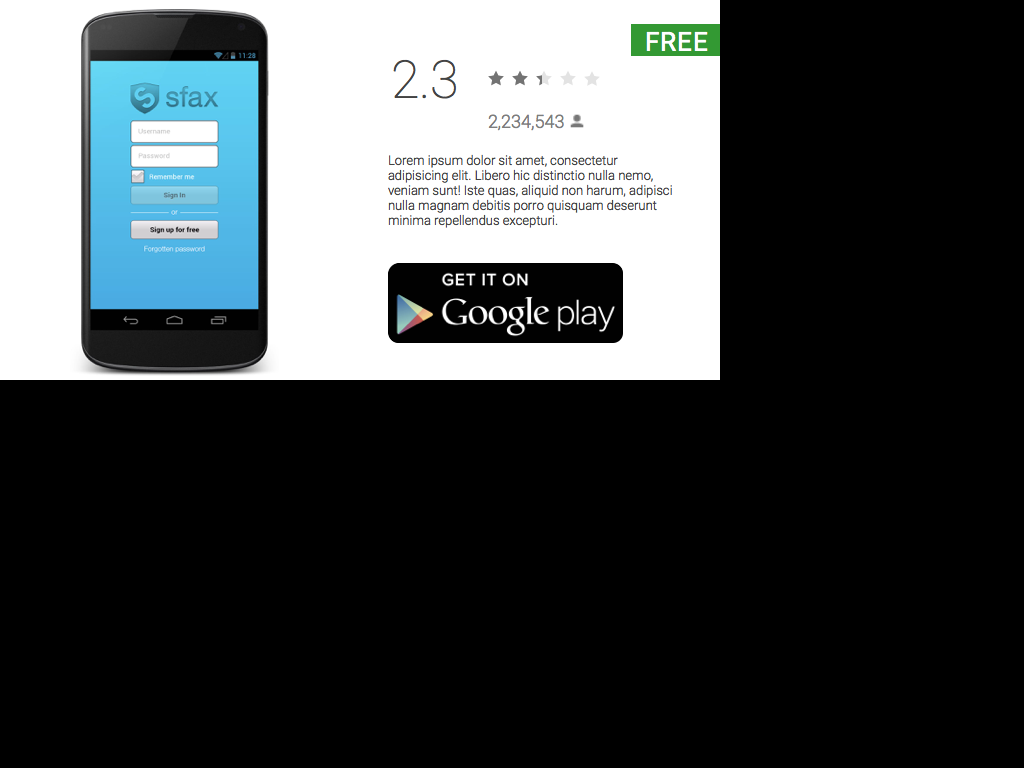 11:28
sfax
Username
Password
Remember me
Sign In
or
Sign up for free
Forgotten password
FREE
2.3
2,234,543
Lorem ipsum dolor sit amet, consectetur
adipisicing elit. Libero hic distinctio nulla nemo,
veniam sunt! Iste quas, aliquid non harum, adipisci
nulla magnam debitis porro quisquam deserunt
minima repellendus excepturi.
GET IT ON
Google play